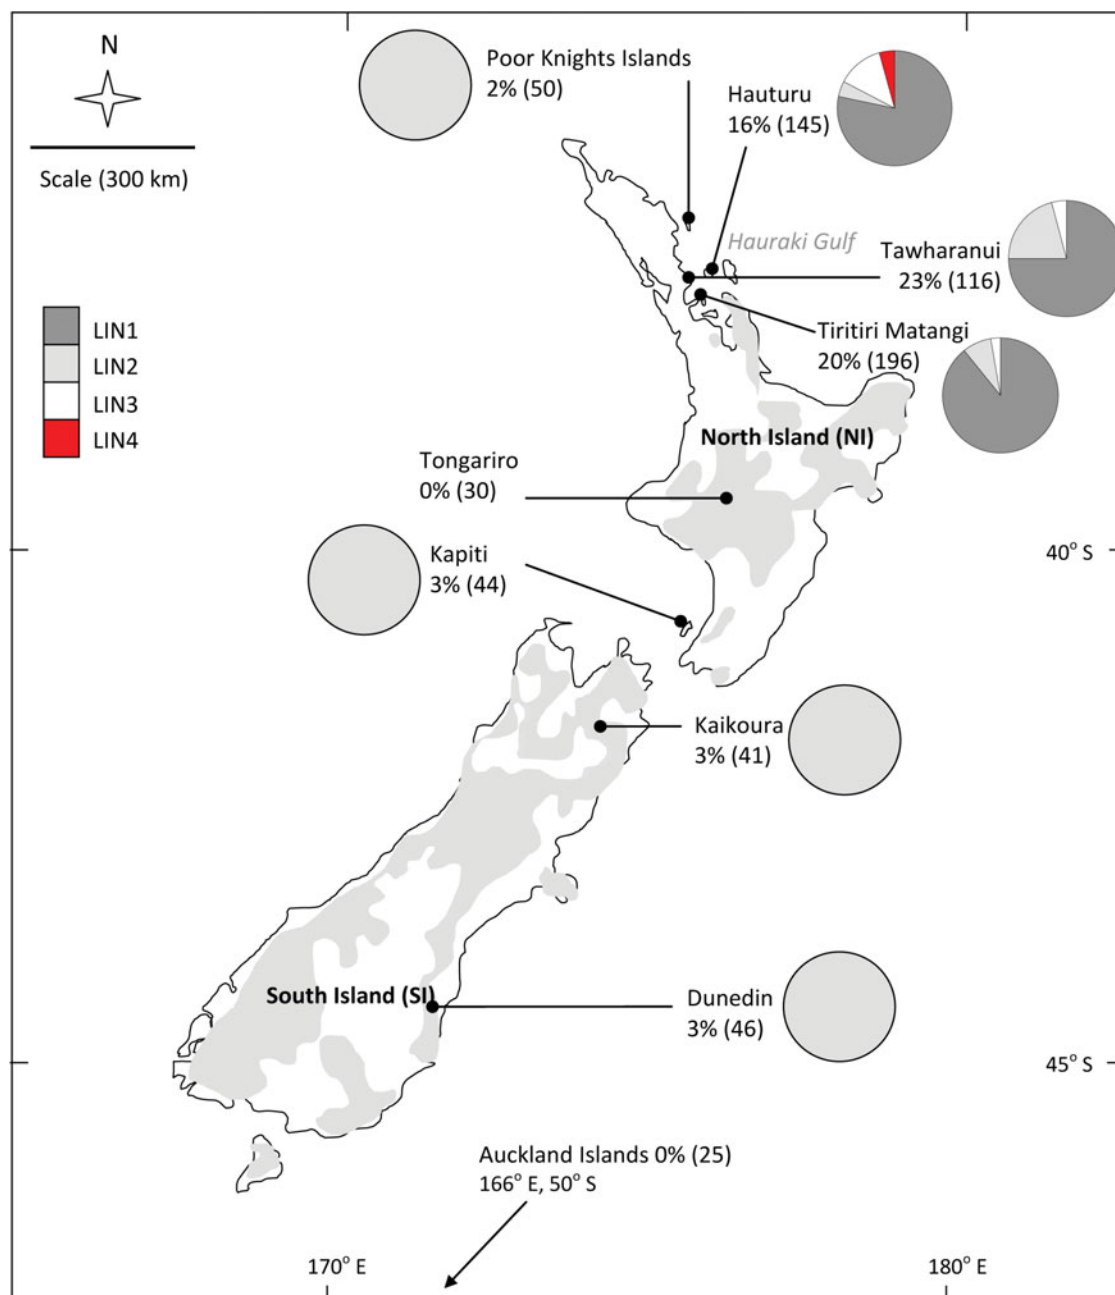 N
Scale (300 km)
Poor Knights Islands
2% (50)
Hauturu
16% (145)
Hauraki Gulf
Tawharanui
23% (116)
Tiritiri Matangi
20% (196)
LIN1
LIN2
LIN3
LIN4
North Island (NI)
Tongariro
0% (30)
Kapiti
3% (44)
40° S
Kaikoura
3% (41)
South Island (SI)
Dunedin
3% (46)
45° S
Auckland Islands 0% (25)
166° E, 50° S
170° E
180° E